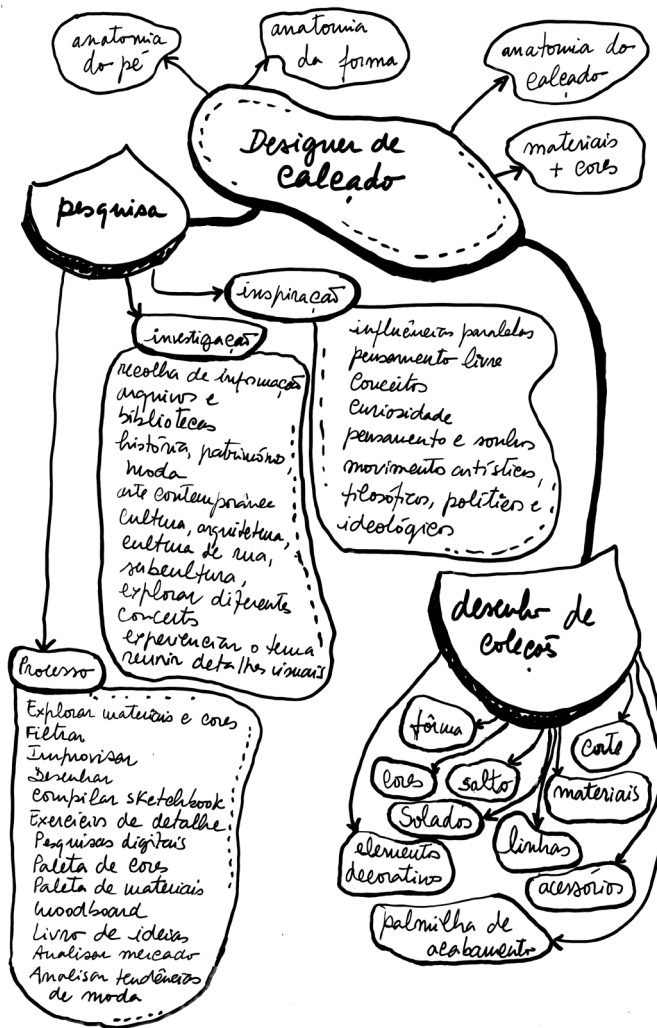 anatomia
do pé
anatomia
da forma
anatomia do
calçado
materiais
+ cores
Designer de
calçado
pesquisa
inspiração
influências paralelas
pensamento livre
conceitos
curiosidade
pensamento e sonhos
movimento artísticos,
filosóficos, políticos e
ideológicos
investigação
recolha de informação
arquivos e
bibliotecas
história, património,
moda
arte contemporânea
cultura, arquitetura,
cultura de rua,
subcultura,
explorar diferentes
conceitos
experienciar o tema
reunir detalhes visuais
Processo
Explorar materiais e cores
Filtrar
Improvisar
Desenhar
compilar sketchbook
Exercícios de detalhe
Pesquisas digitais
Paleta de cores
Paleta de materiais
Moodboard
Livro de ideias
Analisar mercado
Analisar tendências
de moda
desenho de
coleção
fôrma
corte
cores
salto
materiais
Solados
linhas
elementos
decorativos
acessórios
palmilha de
acabamento